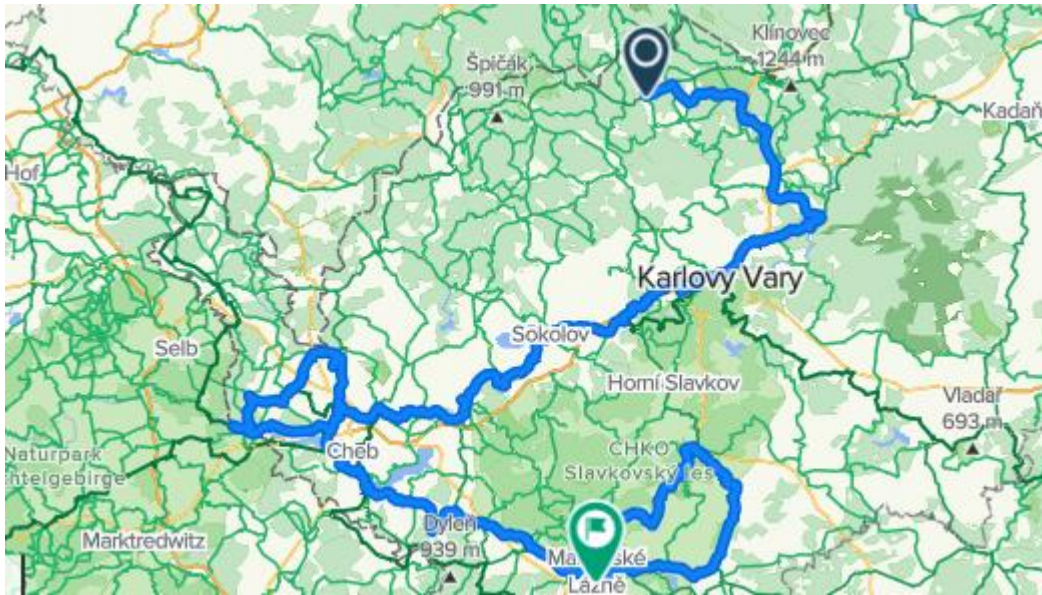 Klínovec
1244 m
Špičák
991 m
Kadaň
Hof
Karlovy Vary
Sokolov
Selb
Horní Slavkov
Vladař
693 m
Cheb
CHKO
Slavkovský les
Naturpark
chtelgebirge
Dyleň
939 m
Marktredwitz
Lázně